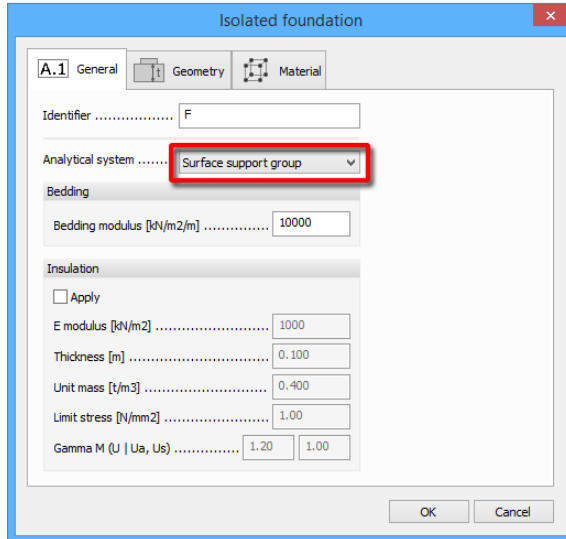 Isolated foundation
A.1 General t Geometry Material
Identifier .................. F
Analytical system ....... Surface support group
Bedding
Bedding modulus [kN/m2/m] ............... 10000
Insulation
Apply
E modulus [kN/m2] .......................... 1000
Thickness [m] ................................ 0.100
Unit mass [t/m3] ............................ 0.400
Limit stress [N/mm2] ........................ 1.00
Gamma M (U | Ua, Us) ............... 1.20 1.00
OK Cancel